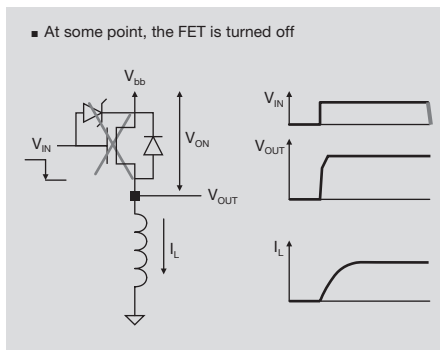 ■ At some point, the FET is turned off
V_bb
V_IN
V_ON
V_OUT
I_L
V_IN
V_OUT
I_L